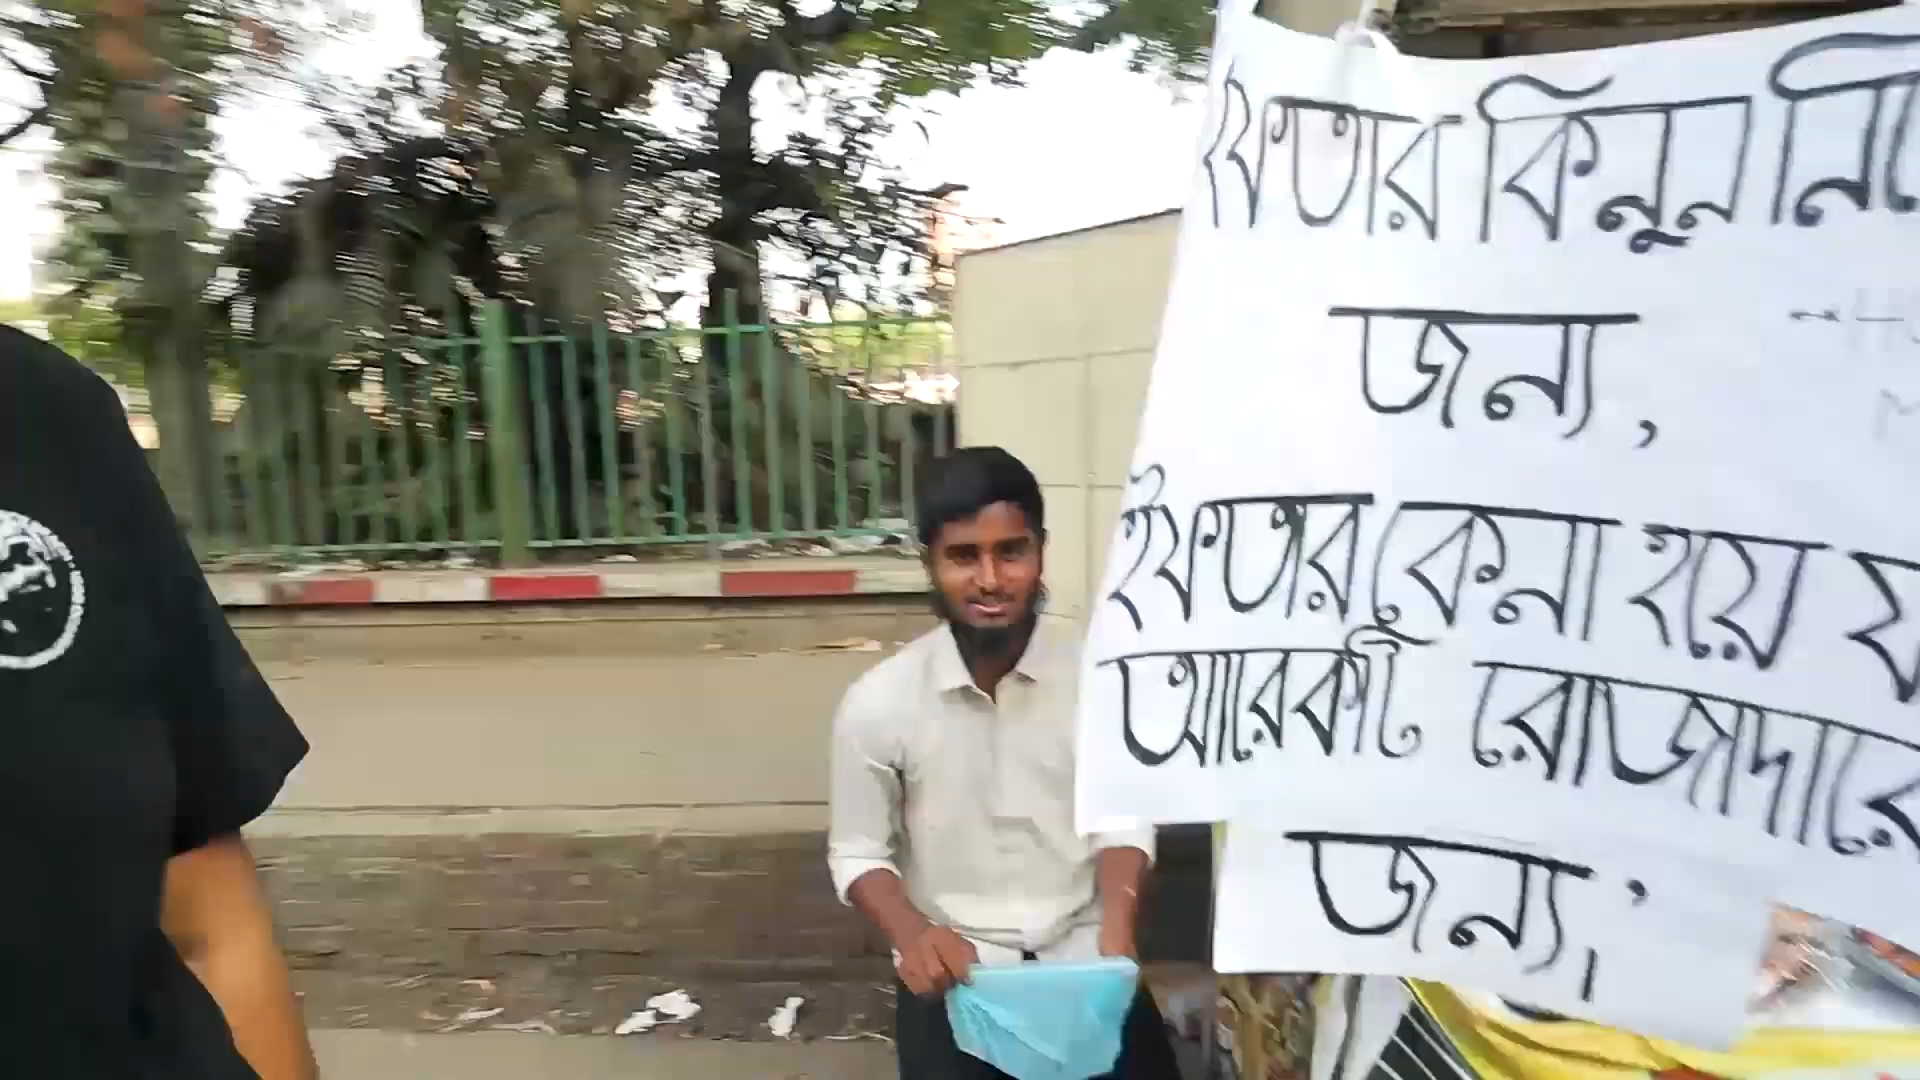 ইফতার কিনুন
জন্য,
ইফতার কেনা হয়ে
আরেকটি রোজাদারে
জন্য।